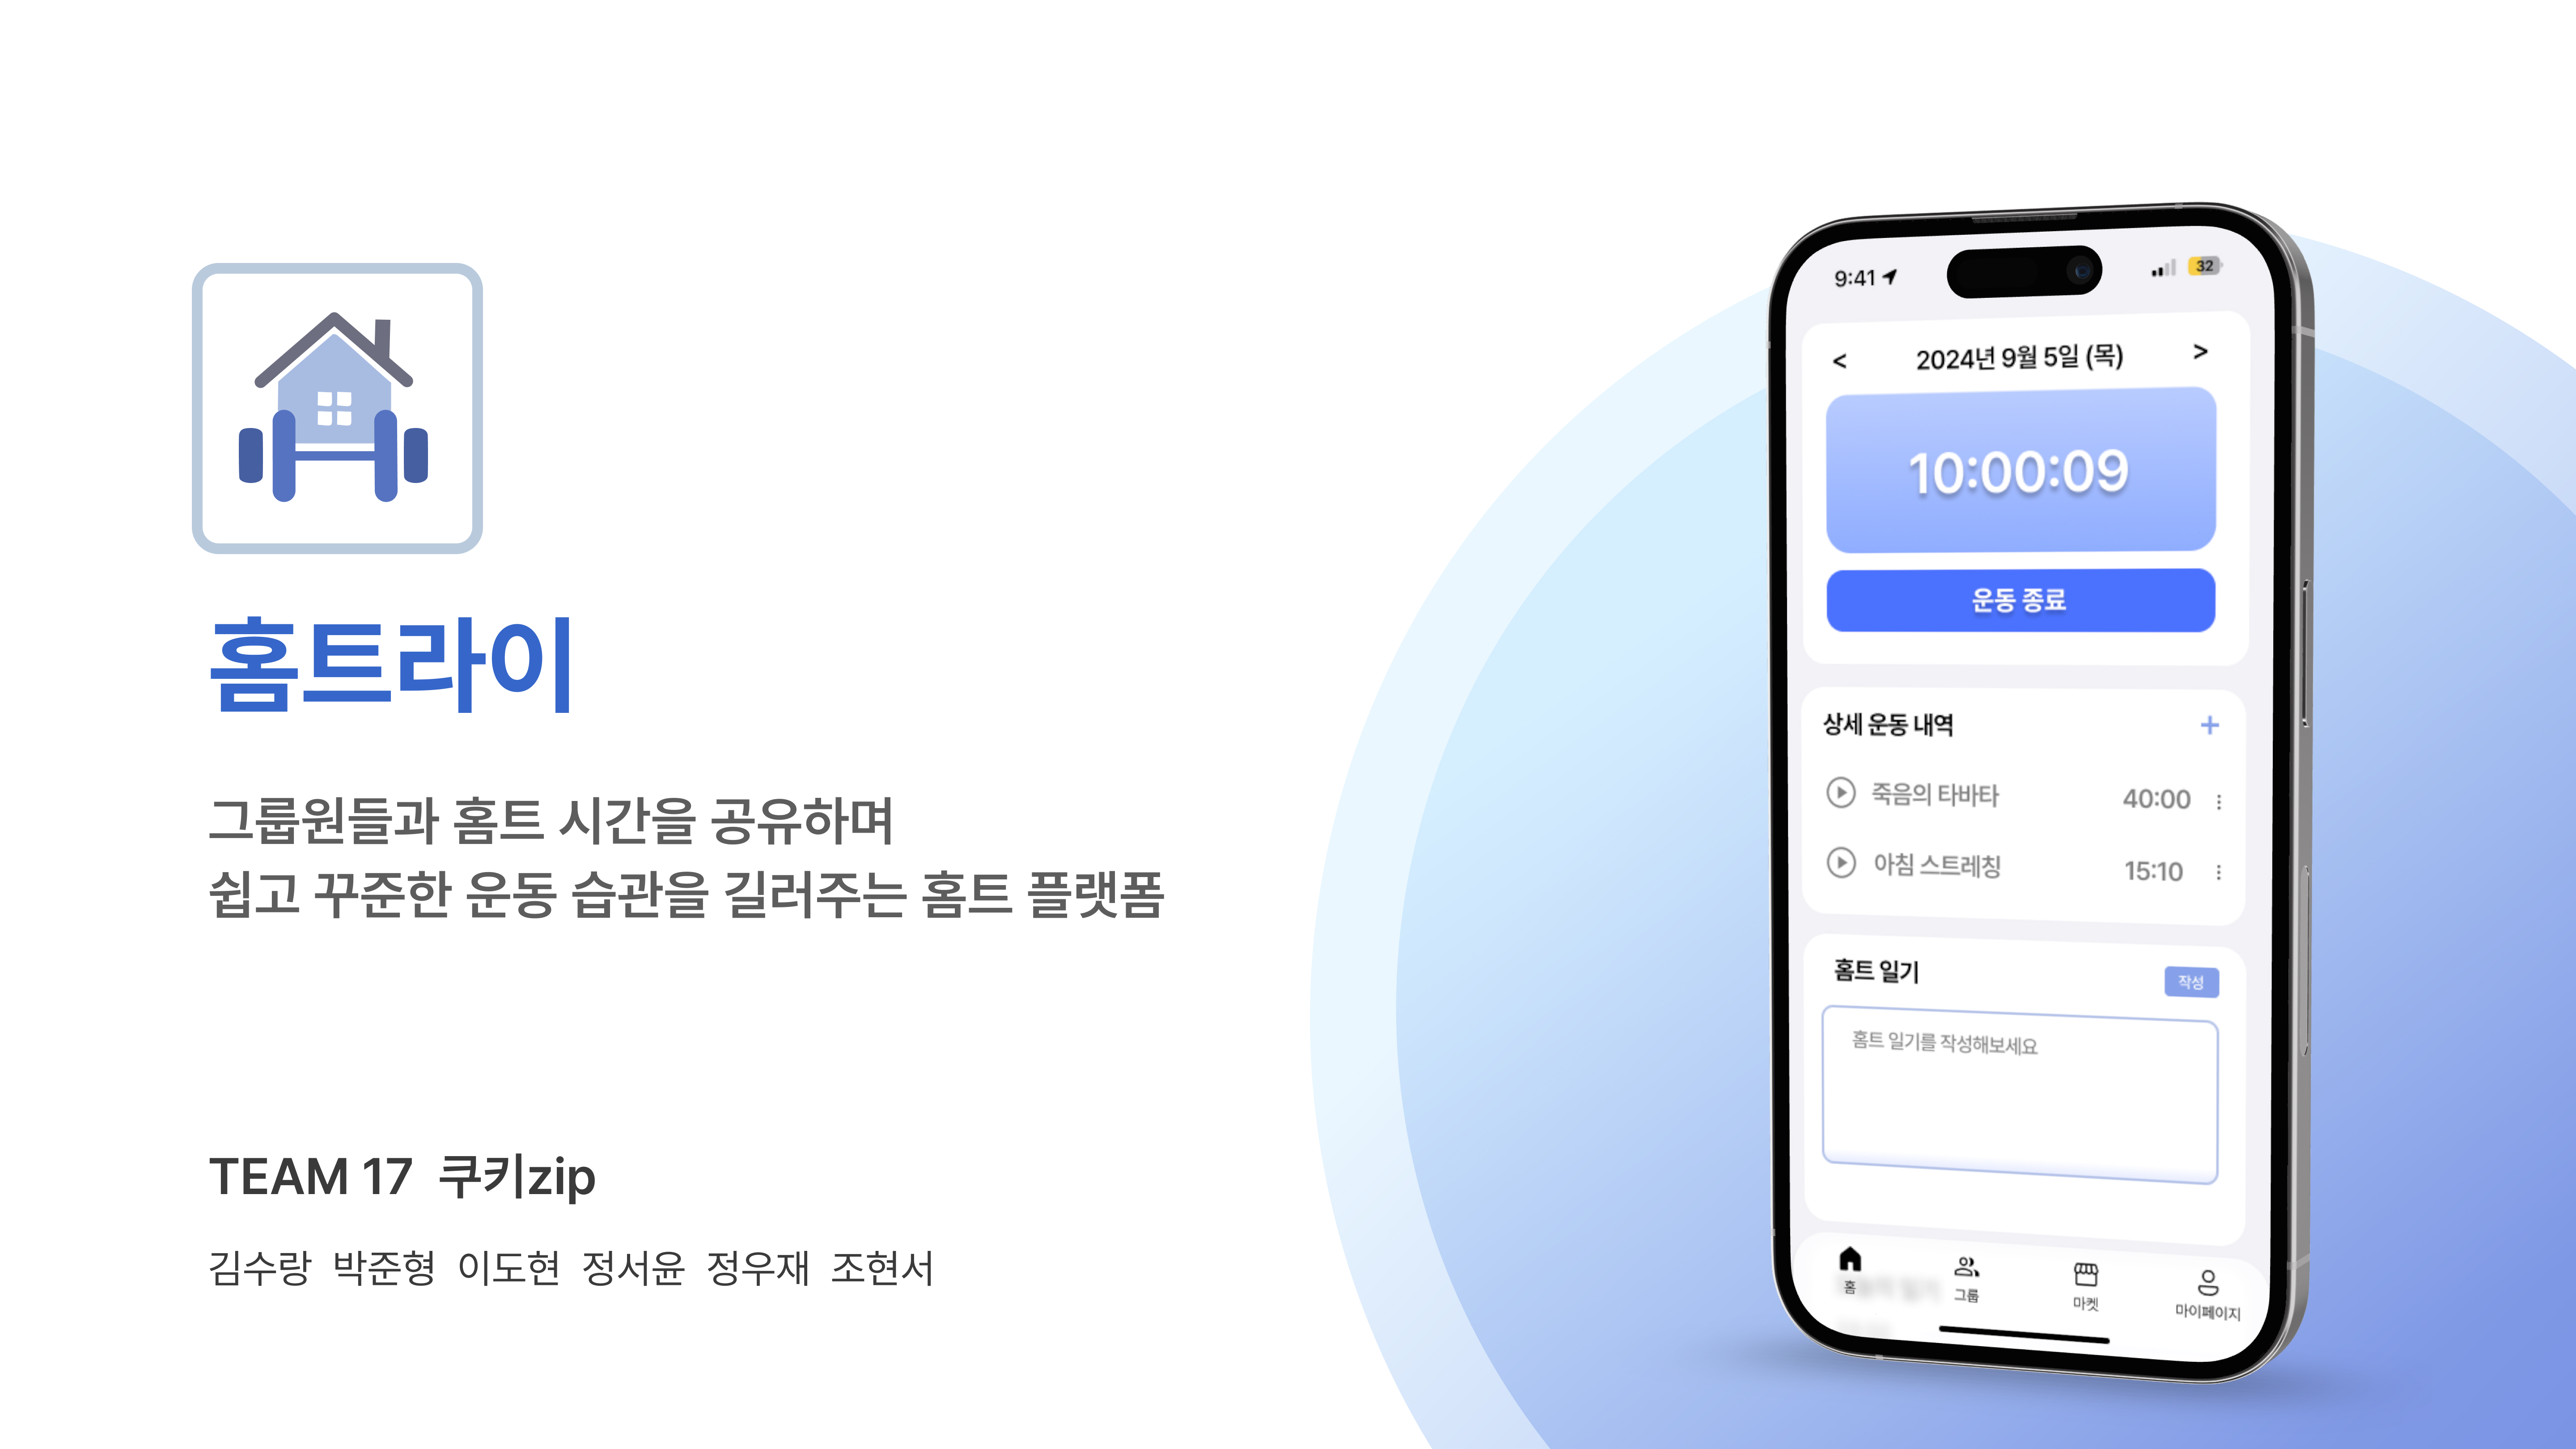 홈트라이
그룹원들과 홈트 시간을 공유하며
쉽고 꾸준한 운동 습관을 길러주는 홈트 플랫폼
TEAM 17 쿠키zip
김수랑 박준형 이도현 정서윤 정우재 조현서
9:41
32
< 2024년 9월 5일 (목) >
10:00:09
운동 종료
상세 운동 내역 +
죽음의 타바타 40:00
아침 스트레칭 15:10
홈트 일기 작성
홈트 일기를 작성해보세요
홈 그룹 마켓 마이페이지